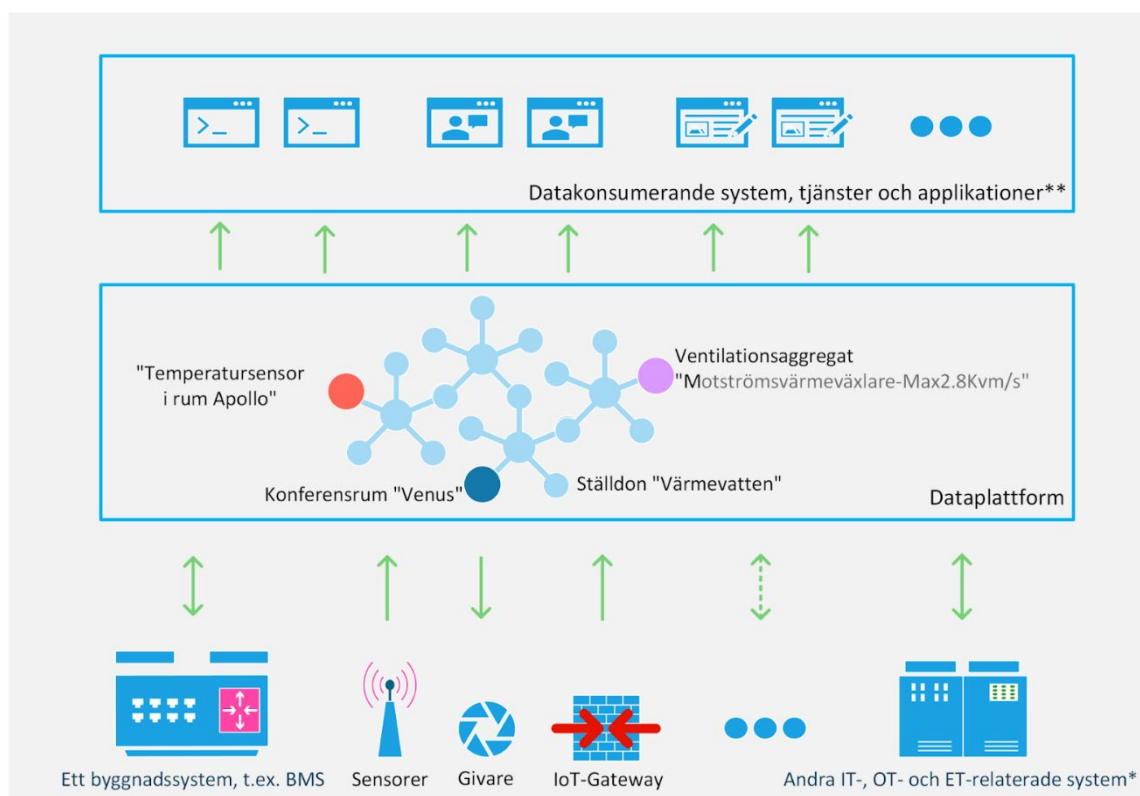 >_
>_
Datakonsumerande system, tjänster och applikationer**
"Temperatursensor
i rum Apollo"
Ventilationsaggregat
"Motströmsvärmeväxlare-Max2.8Kvm/s"
Konferensrum "Venus"
Ställdon "Värmevatten"
Dataplattform
Ett byggnadssystem, t.ex. BMS
Sensorer
Givare
IoT-Gateway
Andra IT-, OT- och ET-relaterade system*